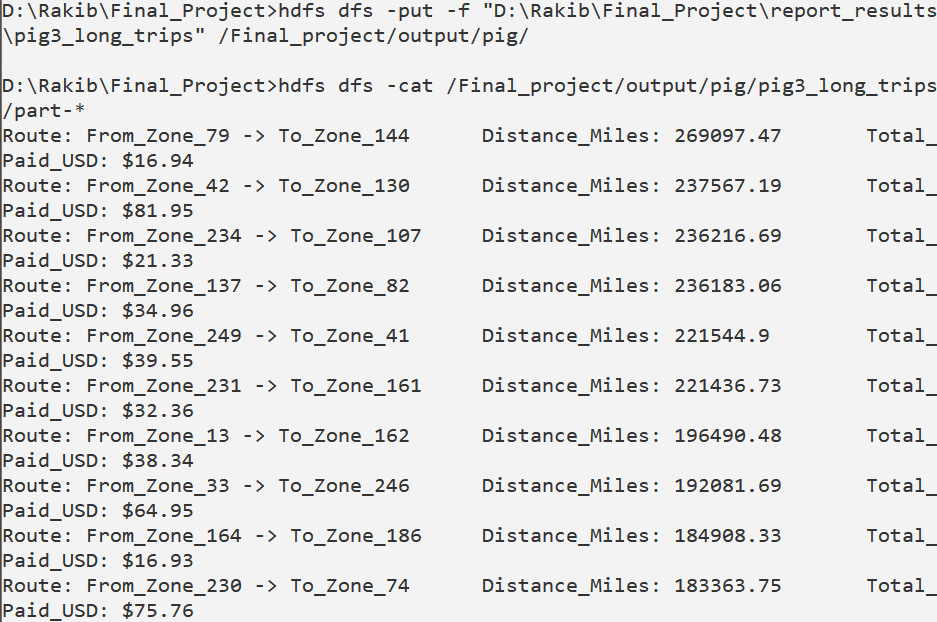 D:\Rakib\Final_Project>hdfs dfs -put -f "D:\Rakib\Final_Project\report_results
\pig3_long_trips" /Final_project/output/pig/
D:\Rakib\Final_Project>hdfs dfs -cat /Final_project/output/pig/pig3_long_trips
/part-*
Route: From_Zone_79 -> To_Zone_144 Distance_Miles: 269097.47 Total_
Paid_USD: $16.94
Route: From_Zone_42 -> To_Zone_130 Distance_Miles: 237567.19 Total_
Paid_USD: $81.95
Route: From_Zone_234 -> To_Zone_107 Distance_Miles: 236216.69 Total_
Paid_USD: $21.33
Route: From_Zone_137 -> To_Zone_82 Distance_Miles: 236183.06 Total_
Paid_USD: $34.96
Route: From_Zone_249 -> To_Zone_41 Distance_Miles: 221544.9 Total_
Paid_USD: $39.55
Route: From_Zone_231 -> To_Zone_161 Distance_Miles: 221436.73 Total_
Paid_USD: $32.36
Route: From_Zone_13 -> To_Zone_162 Distance_Miles: 196490.48 Total_
Paid_USD: $38.34
Route: From_Zone_33 -> To_Zone_246 Distance_Miles: 192081.69 Total_
Paid_USD: $64.95
Route: From_Zone_164 -> To_Zone_186 Distance_Miles: 184908.33 Total_
Paid_USD: $16.93
Route: From_Zone_230 -> To_Zone_74 Distance_Miles: 183363.75 Total_
Paid_USD: $75.76